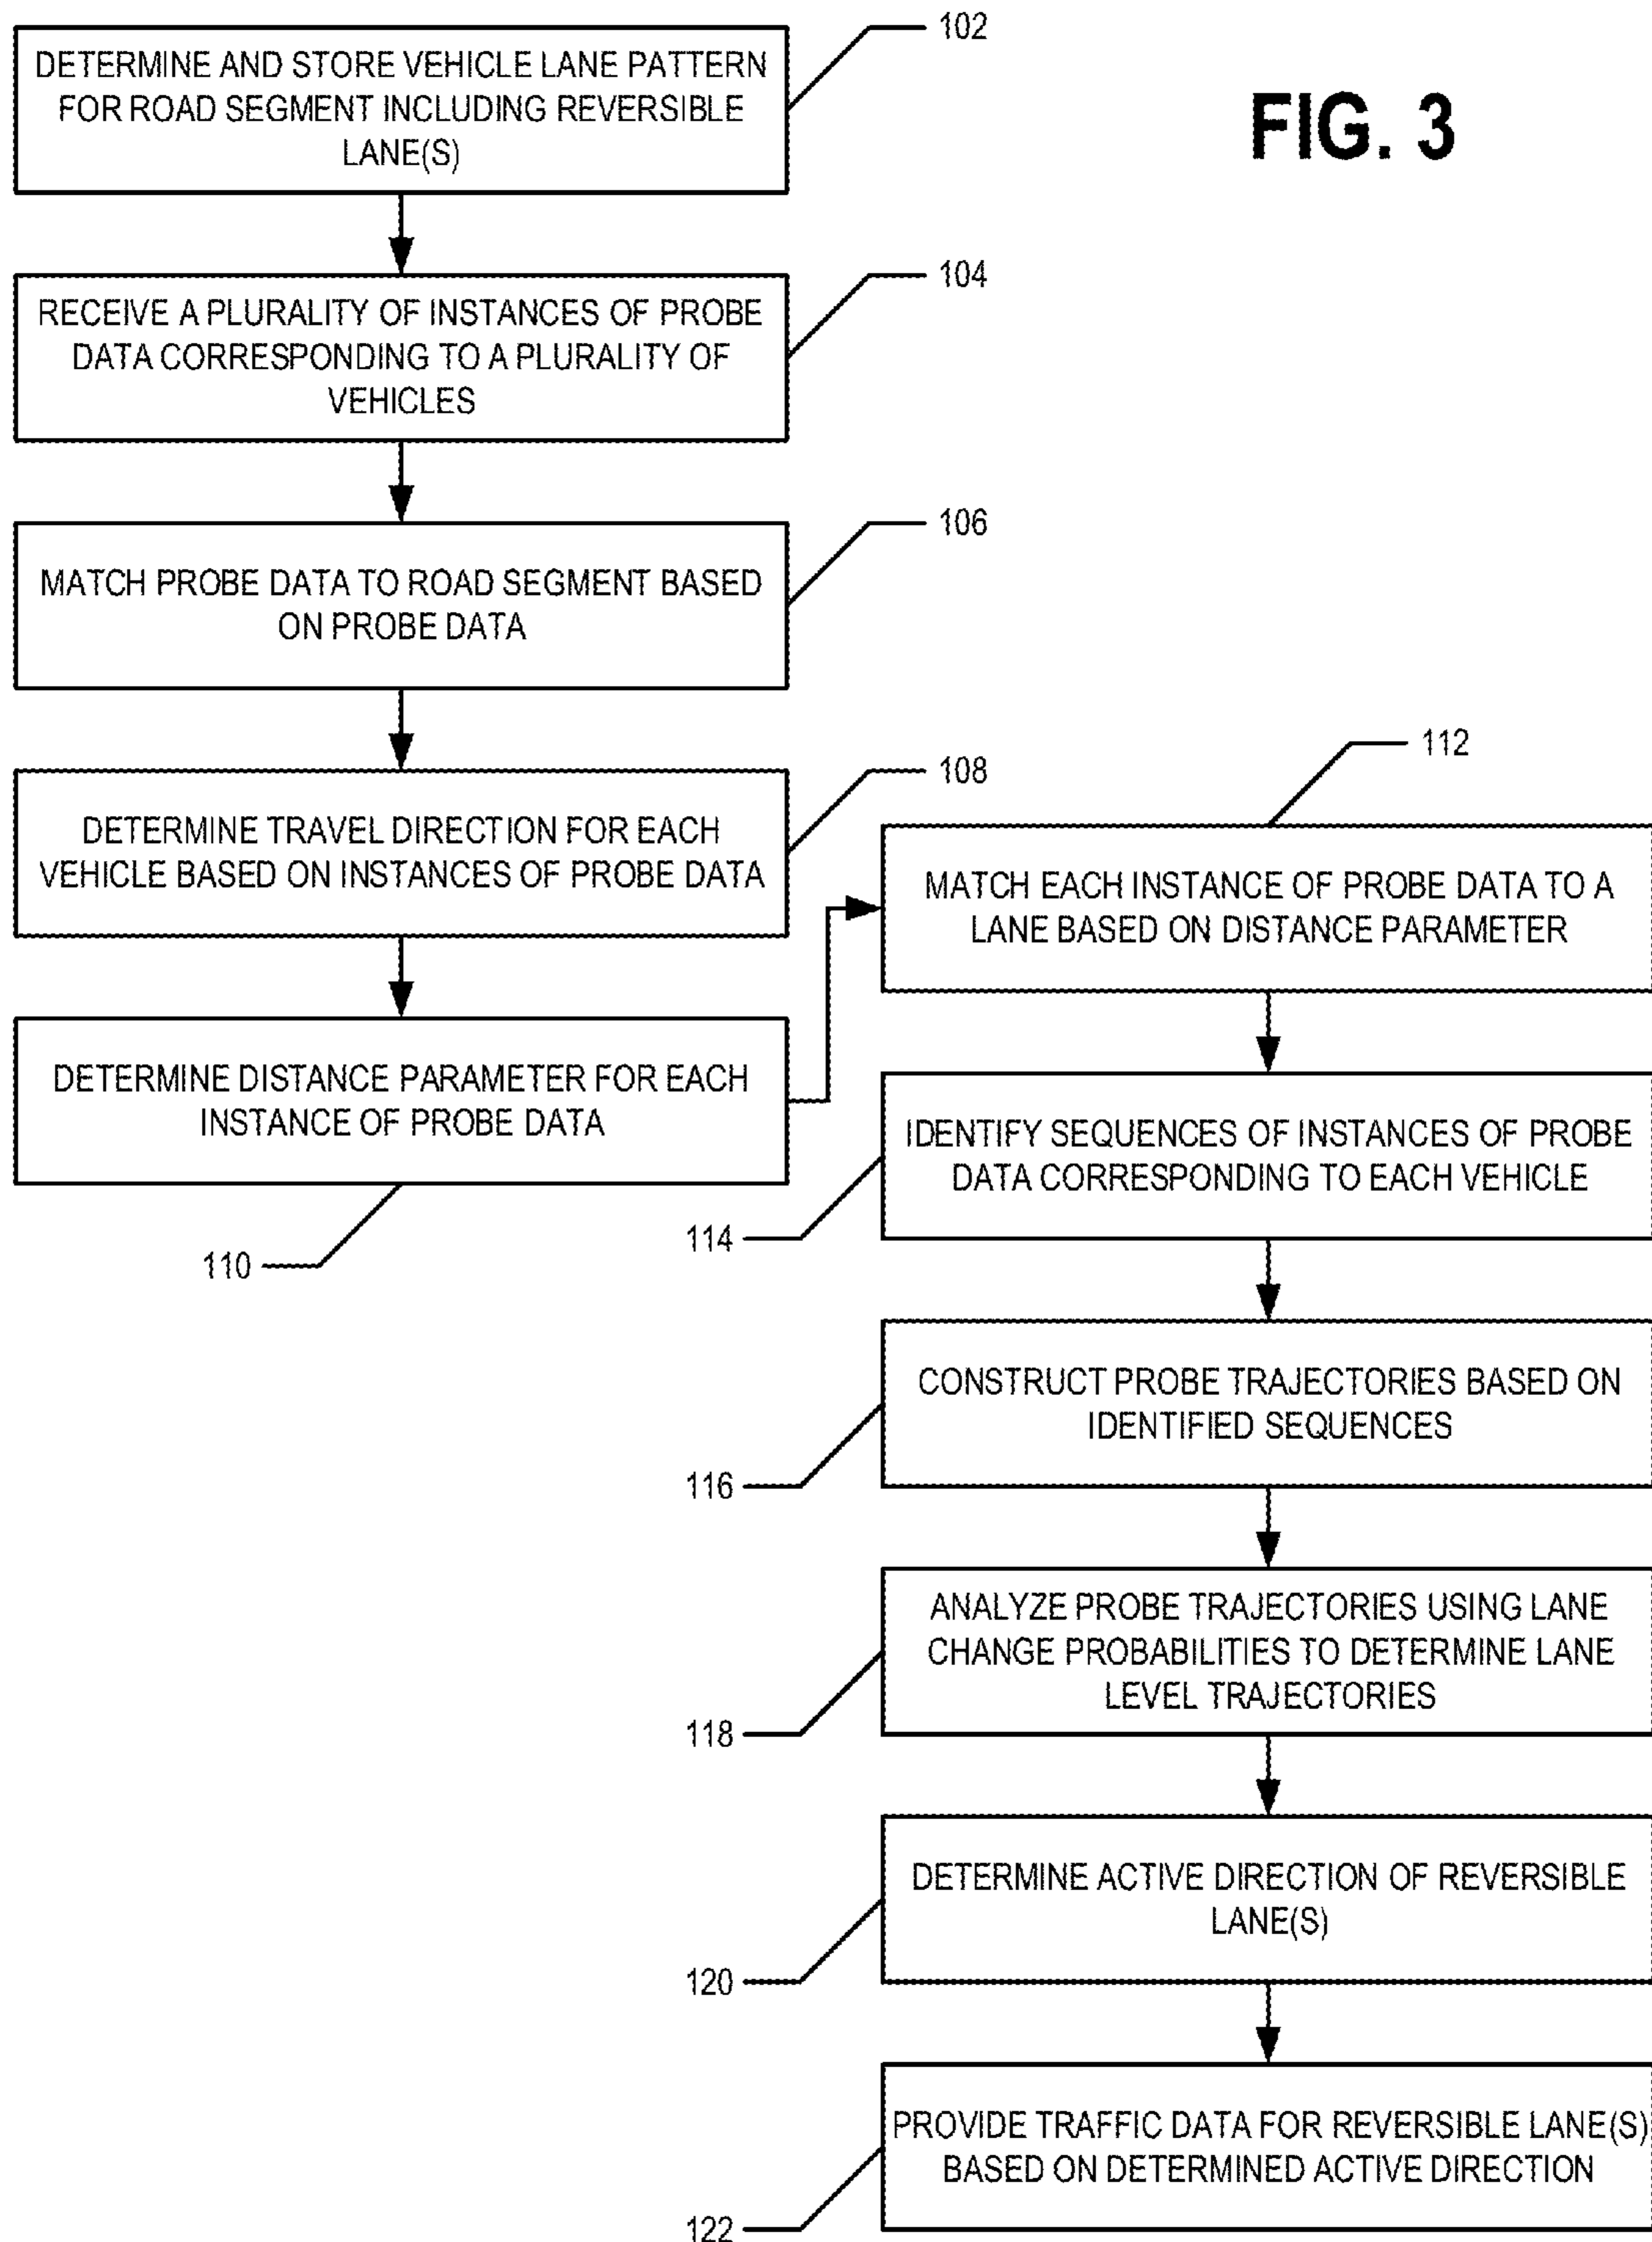 FIG. 3
102
DETERMINE AND STORE VEHICLE LANE PATTERN
FOR ROAD SEGMENT INCLUDING REVERSIBLE
LANE(S)
104
RECEIVE A PLURALITY OF INSTANCES OF PROBE
DATA CORRESPONDING TO A PLURALITY OF
VEHICLES
106
MATCH PROBE DATA TO ROAD SEGMENT BASED
ON PROBE DATA
108
DETERMINE TRAVEL DIRECTION FOR EACH
VEHICLE BASED ON INSTANCES OF PROBE DATA
DETERMINE DISTANCE PARAMETER FOR EACH
INSTANCE OF PROBE DATA
110
112
MATCH EACH INSTANCE OF PROBE DATA TO A
LANE BASED ON DISTANCE PARAMETER
IDENTIFY SEQUENCES OF INSTANCES OF PROBE
DATA CORRESPONDING TO EACH VEHICLE
114
CONSTRUCT PROBE TRAJECTORIES BASED ON
IDENTIFIED SEQUENCES
116
ANALYZE PROBE TRAJECTORIES USING LANE
CHANGE PROBABILITIES TO DETERMINE LANE
LEVEL TRAJECTORIES
118
DETERMINE ACTIVE DIRECTION OF REVERSIBLE
LANE(S)
120
PROVIDE TRAFFIC DATA FOR REVERSIBLE LANE(S)
BASED ON DETERMINED ACTIVE DIRECTION
122